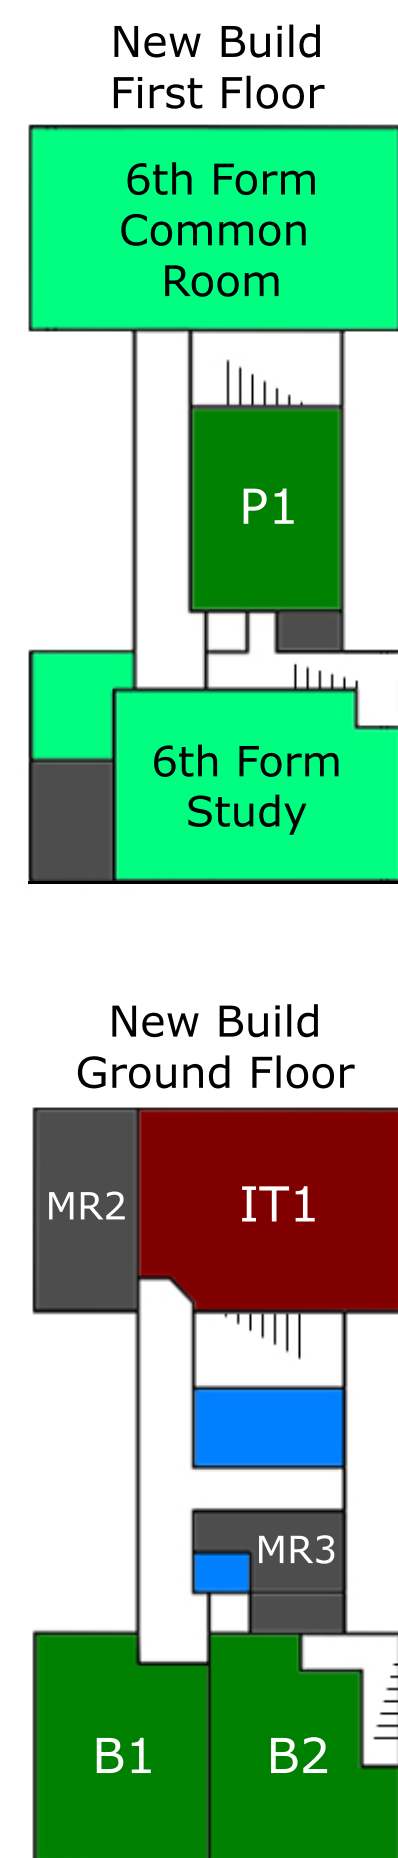 New Build
First Floor
6th Form
Common
Room
P1
6th Form
Study
New Build
Ground Floor
MR2
IT1
MR3
B1
B2